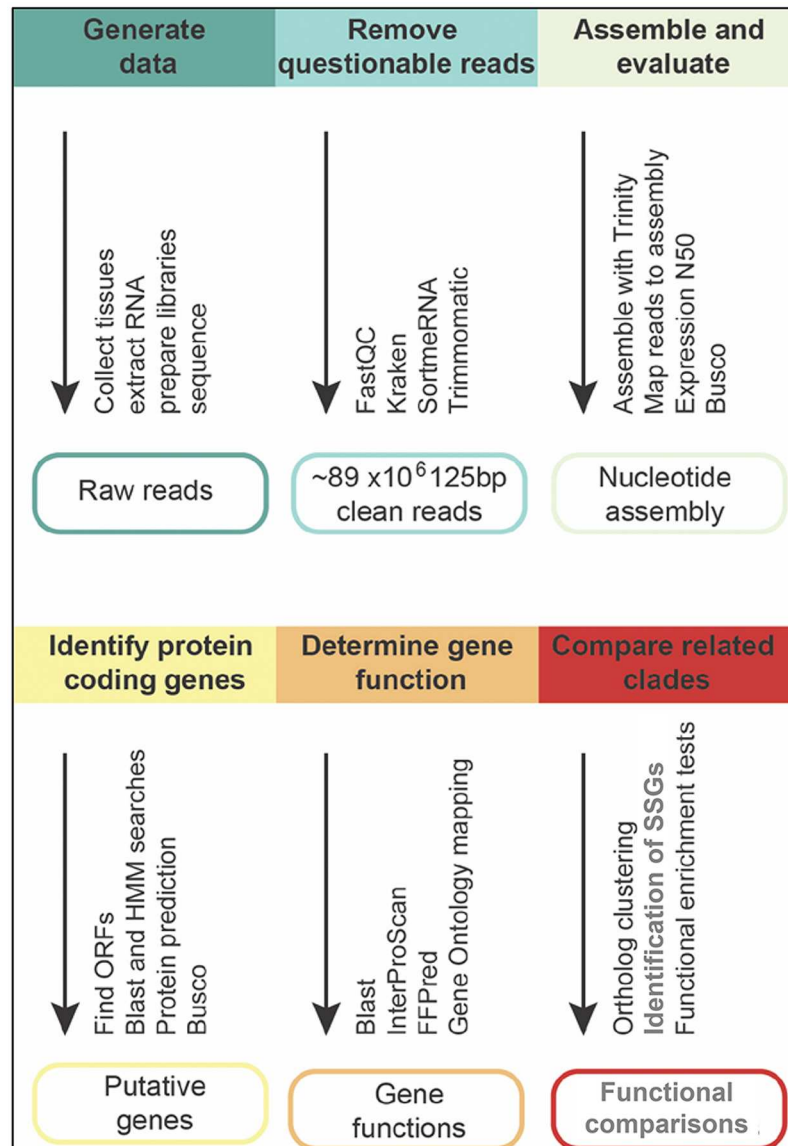 Generate
data
Remove
questionable reads
Assemble and
evaluate
Collect tissues
extract RNA
prepare libraries
sequence
FastQC
Kraken
SortmeRNA
Trimmomatic
Assemble with Trinity
Map reads to assembly
Expression N50
Busco
Raw reads
~89 x10⁶ 125bp
clean reads
Nucleotide
assembly
Identify protein
coding genes
Determine gene
function
Compare related
clades
Find ORFs
Blast and HMM searches
Protein prediction
Busco
Blast
InterProScan
FFPred
Gene Ontology mapping
Ortholog clustering
Identification of SSGs
Functional enrichment tests
Putative
genes
Gene
functions
Functional
comparisons .